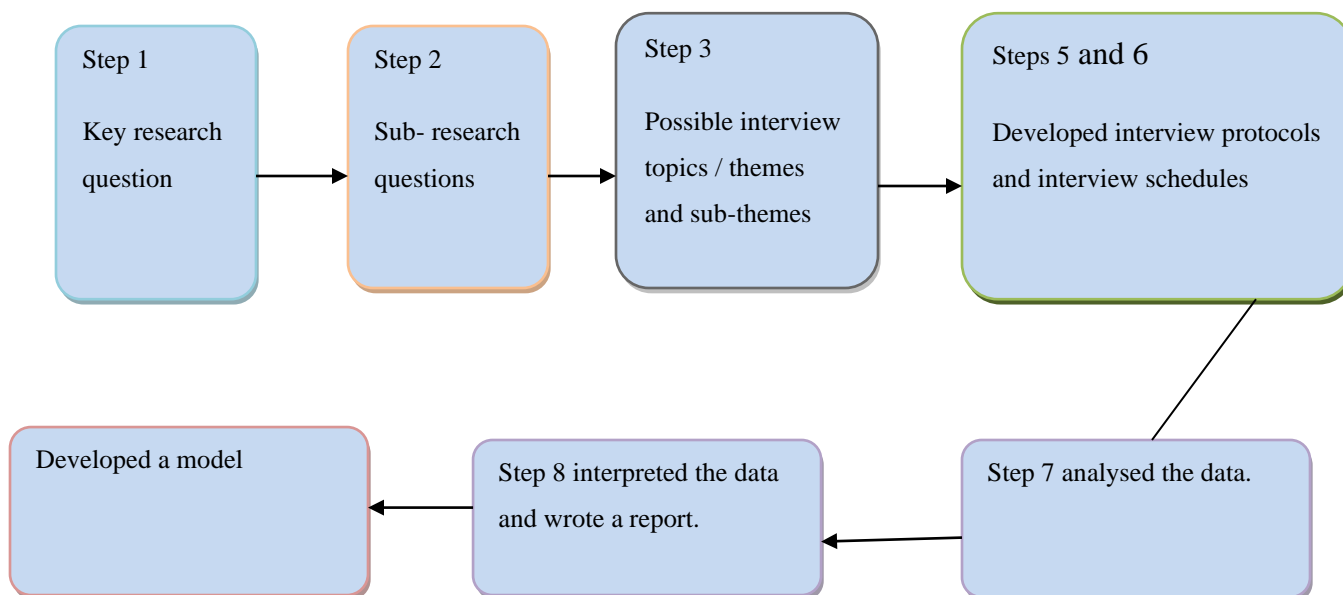 Step 1
Key research
question
Step 2
Sub- research
questions
Step 3
Possible interview
topics / themes
and sub-themes
Steps 5 and 6
Developed interview protocols
and interview schedules
Step 7 analysed the data.
Step 8 interpreted the data
and wrote a report.
Developed a model